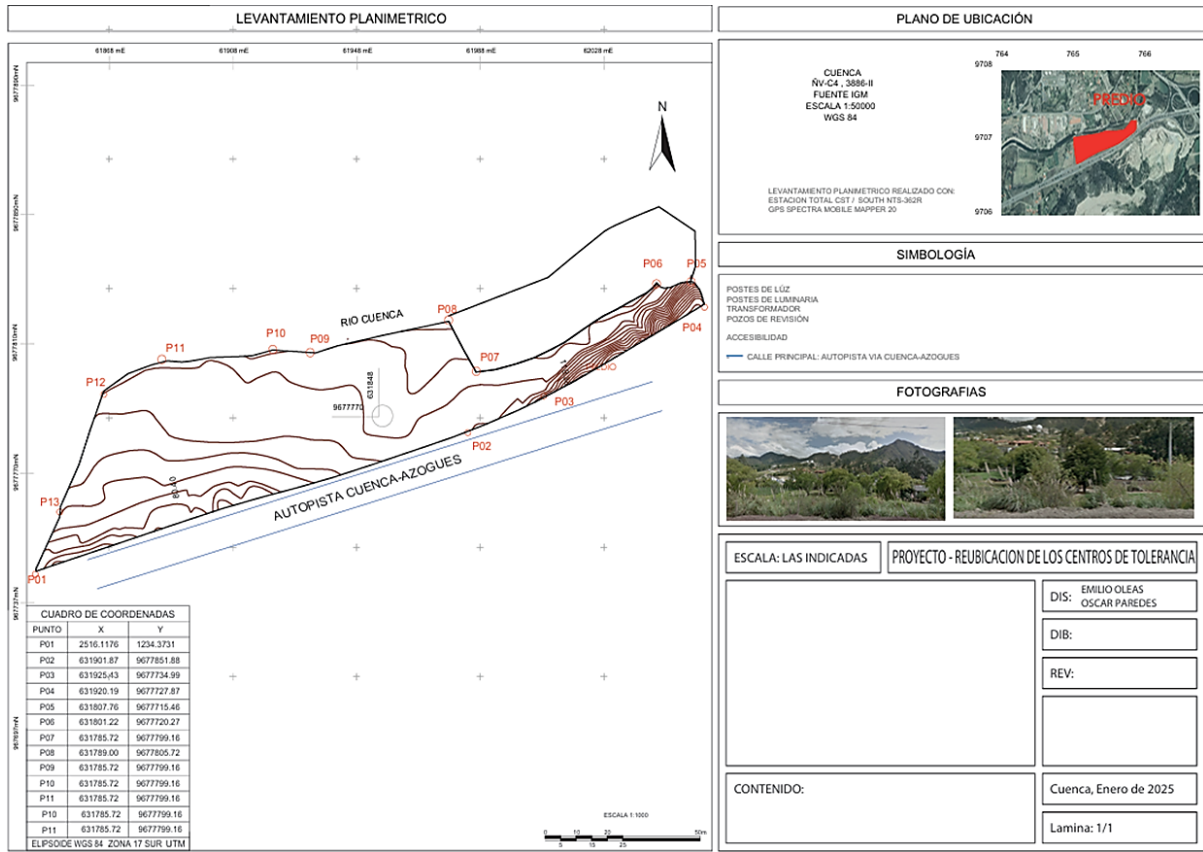 LEVANTAMIENTO PLANIMETRICO
61868 mE 61908 mE 61948 mE 61988 mE 62028 mE
9677890mN
9677850mN
9677810mN
9677770mN
9677737mN
9677697mN
N
P05
P06
P04
P08
RIO CUENCA
P10
P09
P11
P07
P12
631848
9677770
P03
P02
AUTOPISTA CUENCA-AZOGUES
P13
P01
CUADRO DE COORDENADAS
PUNTO X Y
P01 2516.1176 1234.3731
P02 631901.87 9677851.88
P03 631925.43 9677734.99
P04 631920.19 9677727.87
P05 631807.76 9677715.46
P06 631801.22 9677720.27
P07 631785.72 9677799.16
P08 631789.00 9677805.72
P09 631785.72 9677799.16
P10 631785.72 9677799.16
P11 631785.72 9677799.16
P10 631785.72 9677799.16
P11 631785.72 9677799.16
ELIPSOIDE WGS 84 ZONA 17 SUR UTM
ESCALA 1:1000
0 10 20 50m
5 15 25
PLANO DE UBICACIÓN
CUENCA
ÑV-C4 , 3886-II
FUENTE IGM
ESCALA 1:50000
WGS 84
764 765 766
9708
9707
9706
PREDIO
LEVANTAMIENTO PLANIMETRICO REALIZADO CON:
ESTACION TOTAL CST / SOUTH NTS-362R
GPS SPECTRA MOBILE MAPPER 20
SIMBOLOGÍA
POSTES DE LÚZ
POSTES DE LUMINARIA
TRANSFORMADOR
POZOS DE REVISIÓN
ACCESIBILIDAD
CALLE PRINCIPAL: AUTOPISTA VIA CUENCA-AZOGUES
FOTOGRAFIAS
ESCALA: LAS INDICADAS
PROYECTO - REUBICACION DE LOS CENTROS DE TOLERANCIA
DIS: EMILIO OLEAS
OSCAR PAREDES
DIB:
REV:
CONTENIDO:
Cuenca, Enero de 2025
Lamina: 1/1